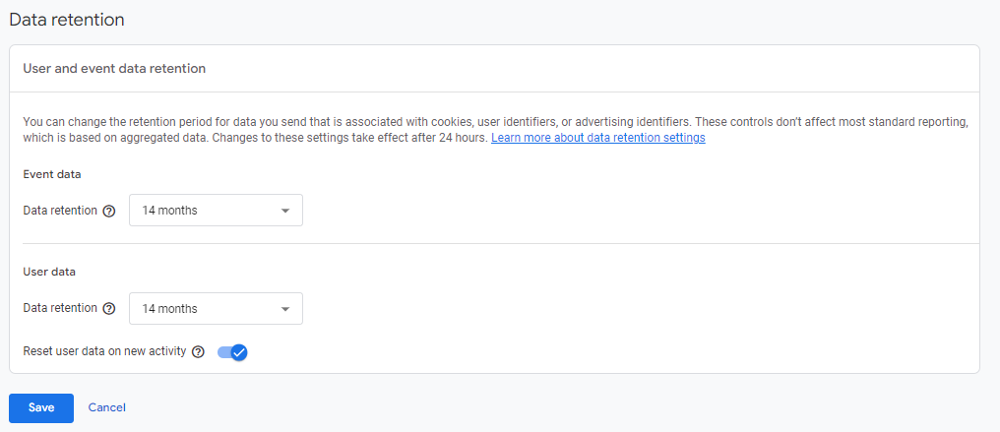 Data retention
User and event data retention
You can change the retention period for data you send that is associated with cookies, user identifiers, or advertising identifiers. These controls don't affect most standard reporting,
which is based on aggregated data. Changes to these settings take effect after 24 hours. Learn more about data retention settings
Event data
Data retention ? 14 months
User data
Data retention ? 14 months
Reset user data on new activity ?
Save Cancel